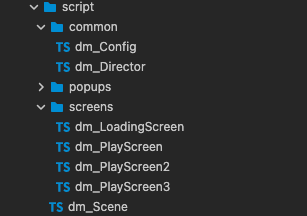 script
common
TS dm_Config
TS dm_Director
popups
screens
TS dm_LoadingScreen
TS dm_PlayScreen
TS dm_PlayScreen2
TS dm_PlayScreen3
TS dm_Scene